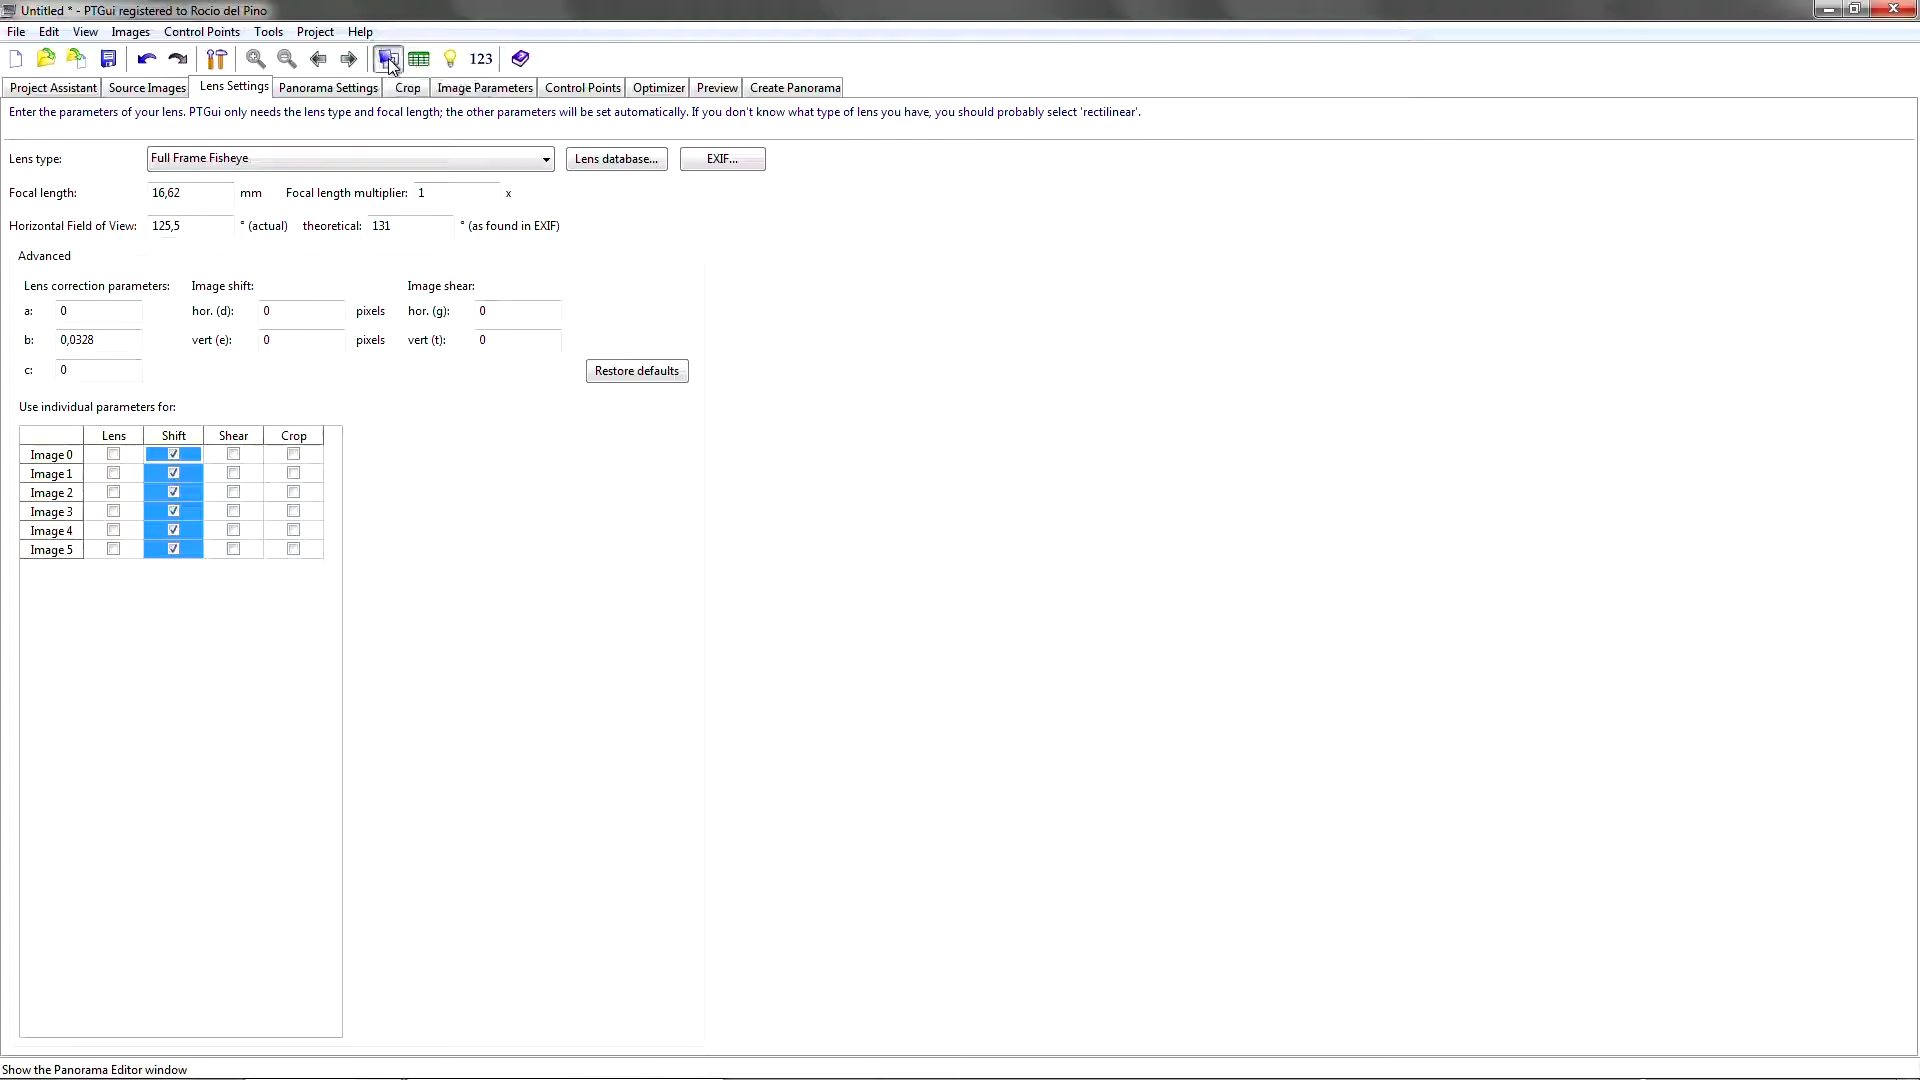 Untitled * - PTGui registered to Rocio del Pino
File Edit View Images Control Points Tools Project Help
123
Project Assistant Source Images Lens Settings Panorama Settings Crop Image Parameters Control Points Optimizer Preview Create Panorama
Enter the parameters of your lens. PTGui only needs the lens type and focal length; the other parameters will be set automatically. If you don't know what type of lens you have, you should probably select 'rectilinear'.
Lens type: Full Frame Fisheye Lens database... EXIF...
Focal length: 16,62 mm Focal length multiplier: 1 x
Horizontal Field of View: 125,5 ° (actual) theoretical: 131 ° (as found in EXIF)
Advanced
Lens correction parameters: Image shift: Image shear:
a: 0 hor. (d): 0 pixels hor. (g): 0
b: 0,0328 vert (e): 0 pixels vert (t): 0
c: 0 Restore defaults
Use individual parameters for:
Lens Shift Shear Crop
Image 0
Image 1
Image 2
Image 3
Image 4
Image 5
Show the Panorama Editor window